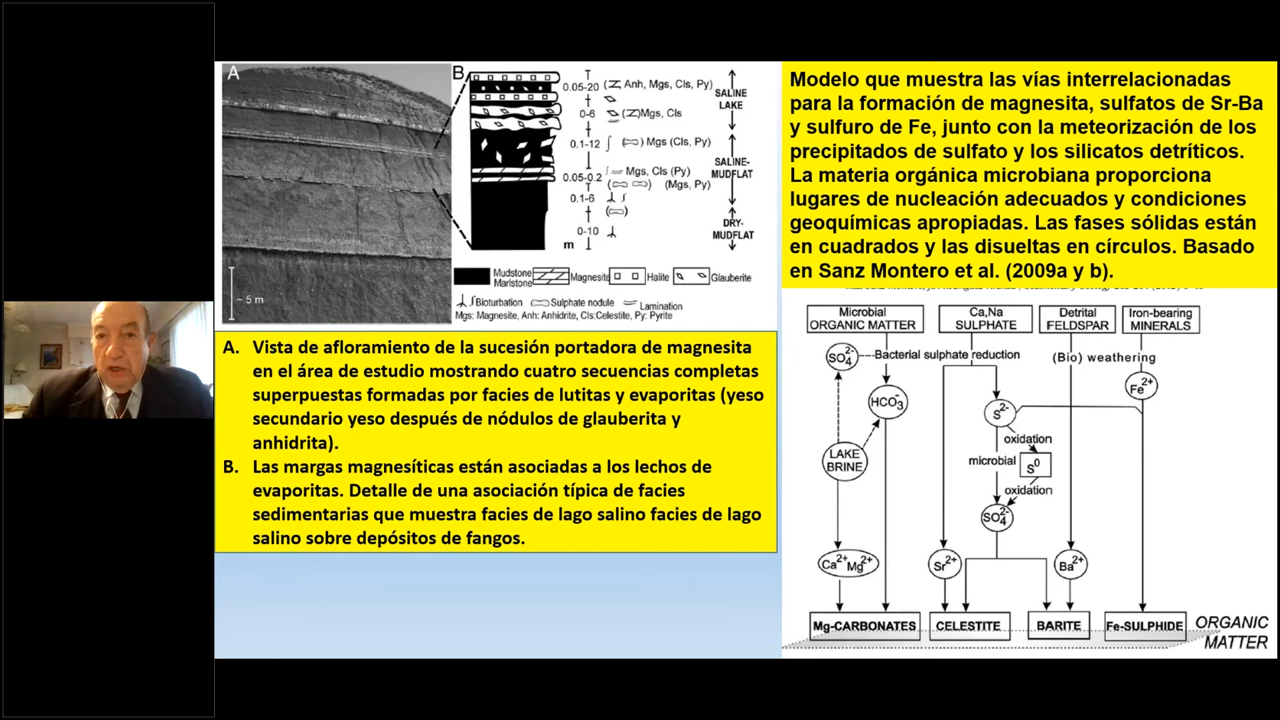 A
~ 5 m
B
0.05-20 ( Anh, Mgs, Cls, Py)
SALINE
LAKE
0-6 ( )Mgs, Cls
0.1-12 ( ) Mgs (Cls, Py)
SALINE-
MUDFLAT
0.05-0.2 Mgs, Cls (Py)
( ) (Mgs, Py)
0.1-6
( )
DRY-
MUDFLAT
0-10
m
Mudstone
Marlstone
Magnesite
Halite
Glauberite
Bioturbation Sulphate nodule Lamination
Mgs: Magnesite, Anh: Anhidrite, Cls:Celestite, Py: Pyrite
A. Vista de afloramiento de la sucesión portadora de magnesita
en el área de estudio mostrando cuatro secuencias completas
superpuestas formadas por facies de lutitas y evaporitas (yeso
secundario yeso después de nódulos de glauberita y
anhidrita).
B. Las margas magnesíticas están asociadas a los lechos de
evaporitas. Detalle de una asociación típica de facies
sedimentarias que muestra facies de lago salino facies de lago
salino sobre depósitos de fangos.
Modelo que muestra las vías interrelacionadas
para la formación de magnesita, sulfatos de Sr-Ba
y sulfuro de Fe, junto con la meteorización de los
precipitados de sulfato y los silicatos detríticos.
La materia orgánica microbiana proporciona
lugares de nucleación adecuados y condiciones
geoquímicas apropiadas. Las fases sólidas están
en cuadrados y las disueltas en círculos. Basado
en Sanz Montero et al. (2009a y b).
Microbial
ORGANIC MATTER
Ca,Na
SULPHATE
Detrital
FELDSPAR
Iron-bearing
MINERALS
SO4 2-
Bacterial sulphate reduction
(Bio) weathering
Fe2+
HCO3-
S2-
oxidation
LAKE
BRINE
microbial
S0
oxidation
SO4 2-
Ca2+ Mg2+
Sr2+
Ba2+
Mg-CARBONATES
CELESTITE
BARITE
Fe-SULPHIDE
ORGANIC
MATTER